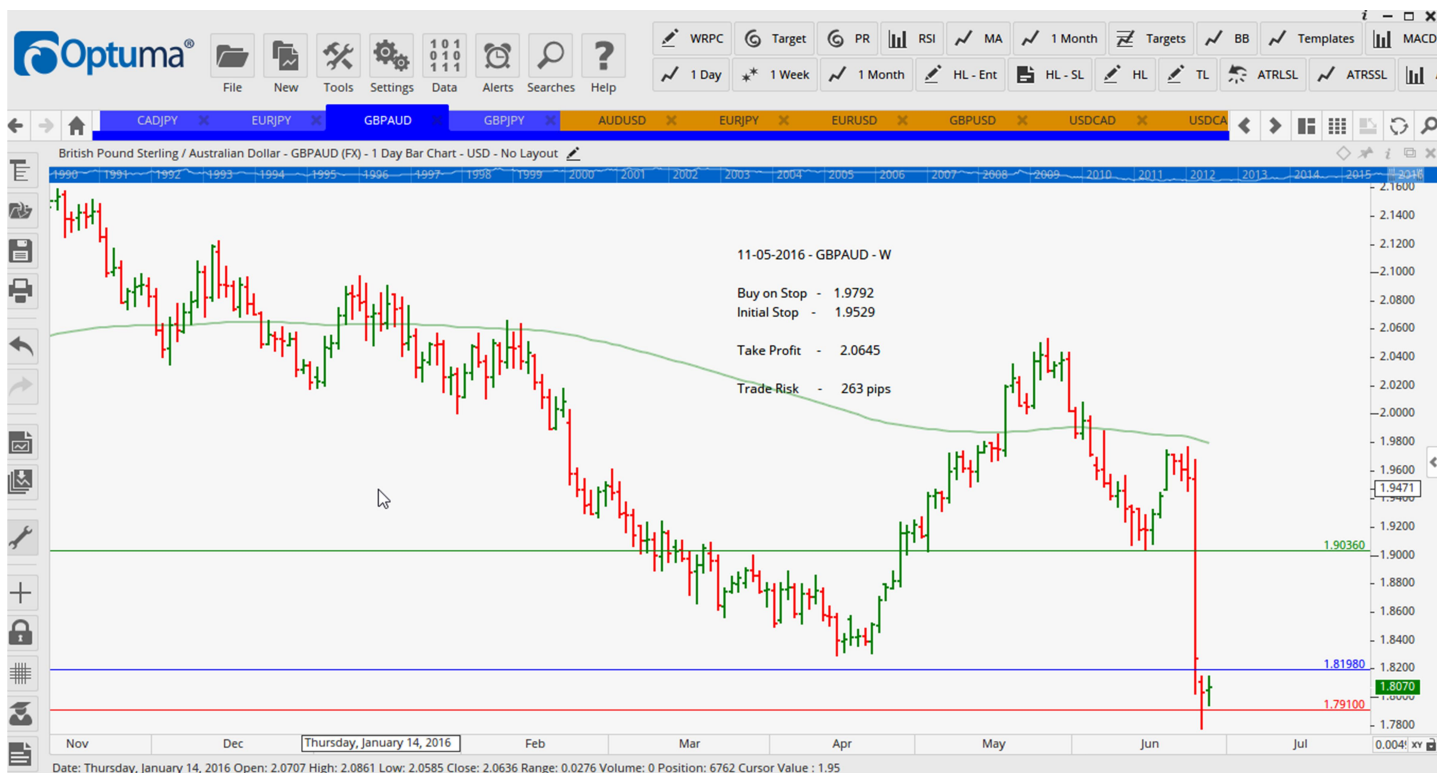 Optuma®
File New Tools Settings Data Alerts Searches Help
WRPC Target PR RSI MA 1 Month Targets BB Templates MACD
1 Day 1 Week 1 Month HL - Ent HL - SL HL TL ATRLSL ATRSSL
CADJPY EURJPY GBPAUD GBPJPY AUDUSD EURJPY EURUSD GBPUSD USDCAD USDCA
British Pound Sterling / Australian Dollar - GBPAUD (FX) - 1 Day Bar Chart - USD - No Layout
1990 1991 1992 1993 1994 1995 1996 1997 1998 1999 2000 2001 2002 2003 2004 2005 2006 2007 2008 2009 2010 2011 2012 2013 2014 2015 2016
2.1600
2.1400
2.1200
2.1000
2.0800
2.0600
2.0400
2.0200
2.0000
1.9800
1.9600
1.9471
1.9400
1.9200
1.9000
1.8800
1.8600
1.8400
1.8200
1.8070
1.8000
1.7800
11-05-2016 - GBPAUD - W
Buy on Stop - 1.9792
Initial Stop - 1.9529
Take Profit - 2.0645
Trade Risk - 263 pips
1.90360
1.81980
1.79100
Nov Dec Thursday, January 14, 2016 Feb Mar Apr May Jun Jul XY
Date: Thursday, January 14, 2016 Open: 2.0707 High: 2.0861 Low: 2.0585 Close: 2.0636 Range: 0.0276 Volume: 0 Position: 6762 Cursor Value : 1.95